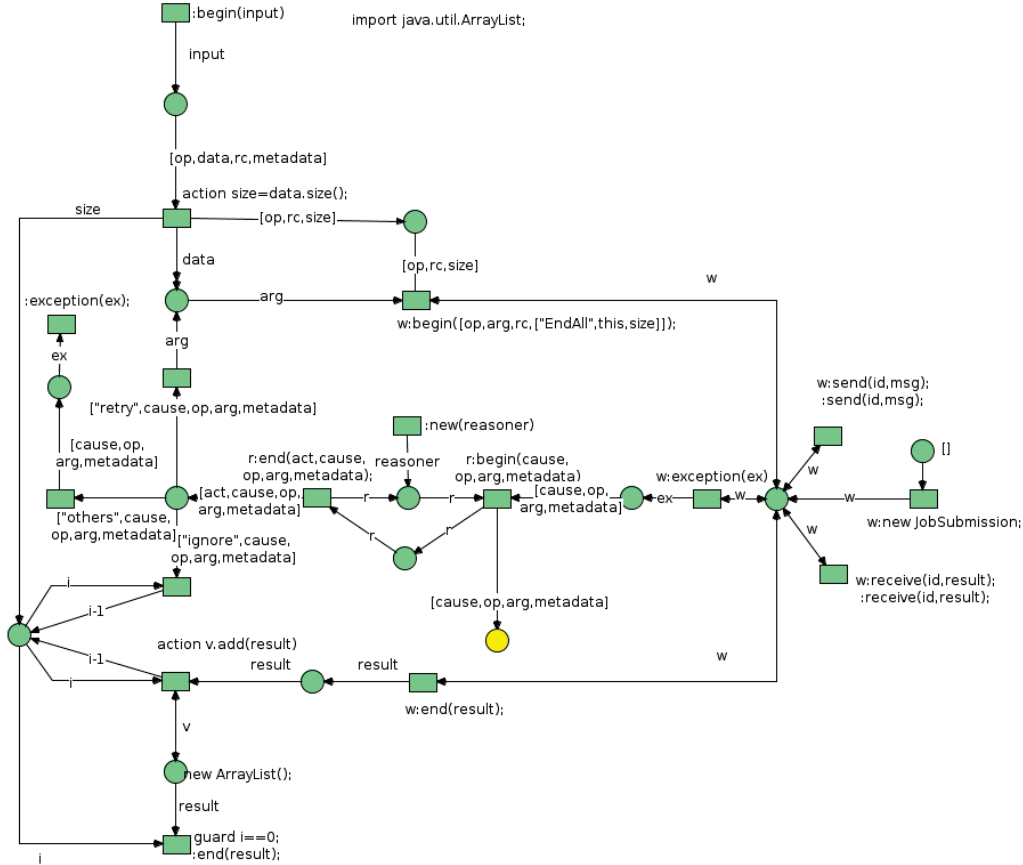 :begin(input)
import java.util.ArrayList;
input
[op,data,rc,metadata]
action size=data.size();
size
[op,rc,size]
data
[op,rc,size]
w
:exception(ex);
arg
w:begin([op,arg,rc,["EndAll",this,size]]);
arg
ex
w:send(id,msg);
:send(id,msg);
["retry",cause,op,arg,metadata]
:new(reasoner)
[cause,op,
arg,metadata]
[]
r:end(act,cause,
op,arg,metadata);
reasoner
r:begin(cause,
op,arg,metadata)
w:exception(ex)
w
[act,cause,op,
arg,metadata]
r
r
[cause,op,
arg,metadata]
ex
w
w
["others",cause,
op,arg,metadata]
w:new JobSubmission;
r
r
w
["ignore",cause,
op,arg,metadata]
i
w:receive(id,result);
:receive(id,result);
i-1
[cause,op,arg,metadata]
action v.add(result)
i-1
result
result
w
i
w:end(result);
v
new ArrayList();
result
guard i==0;
:end(result);
i